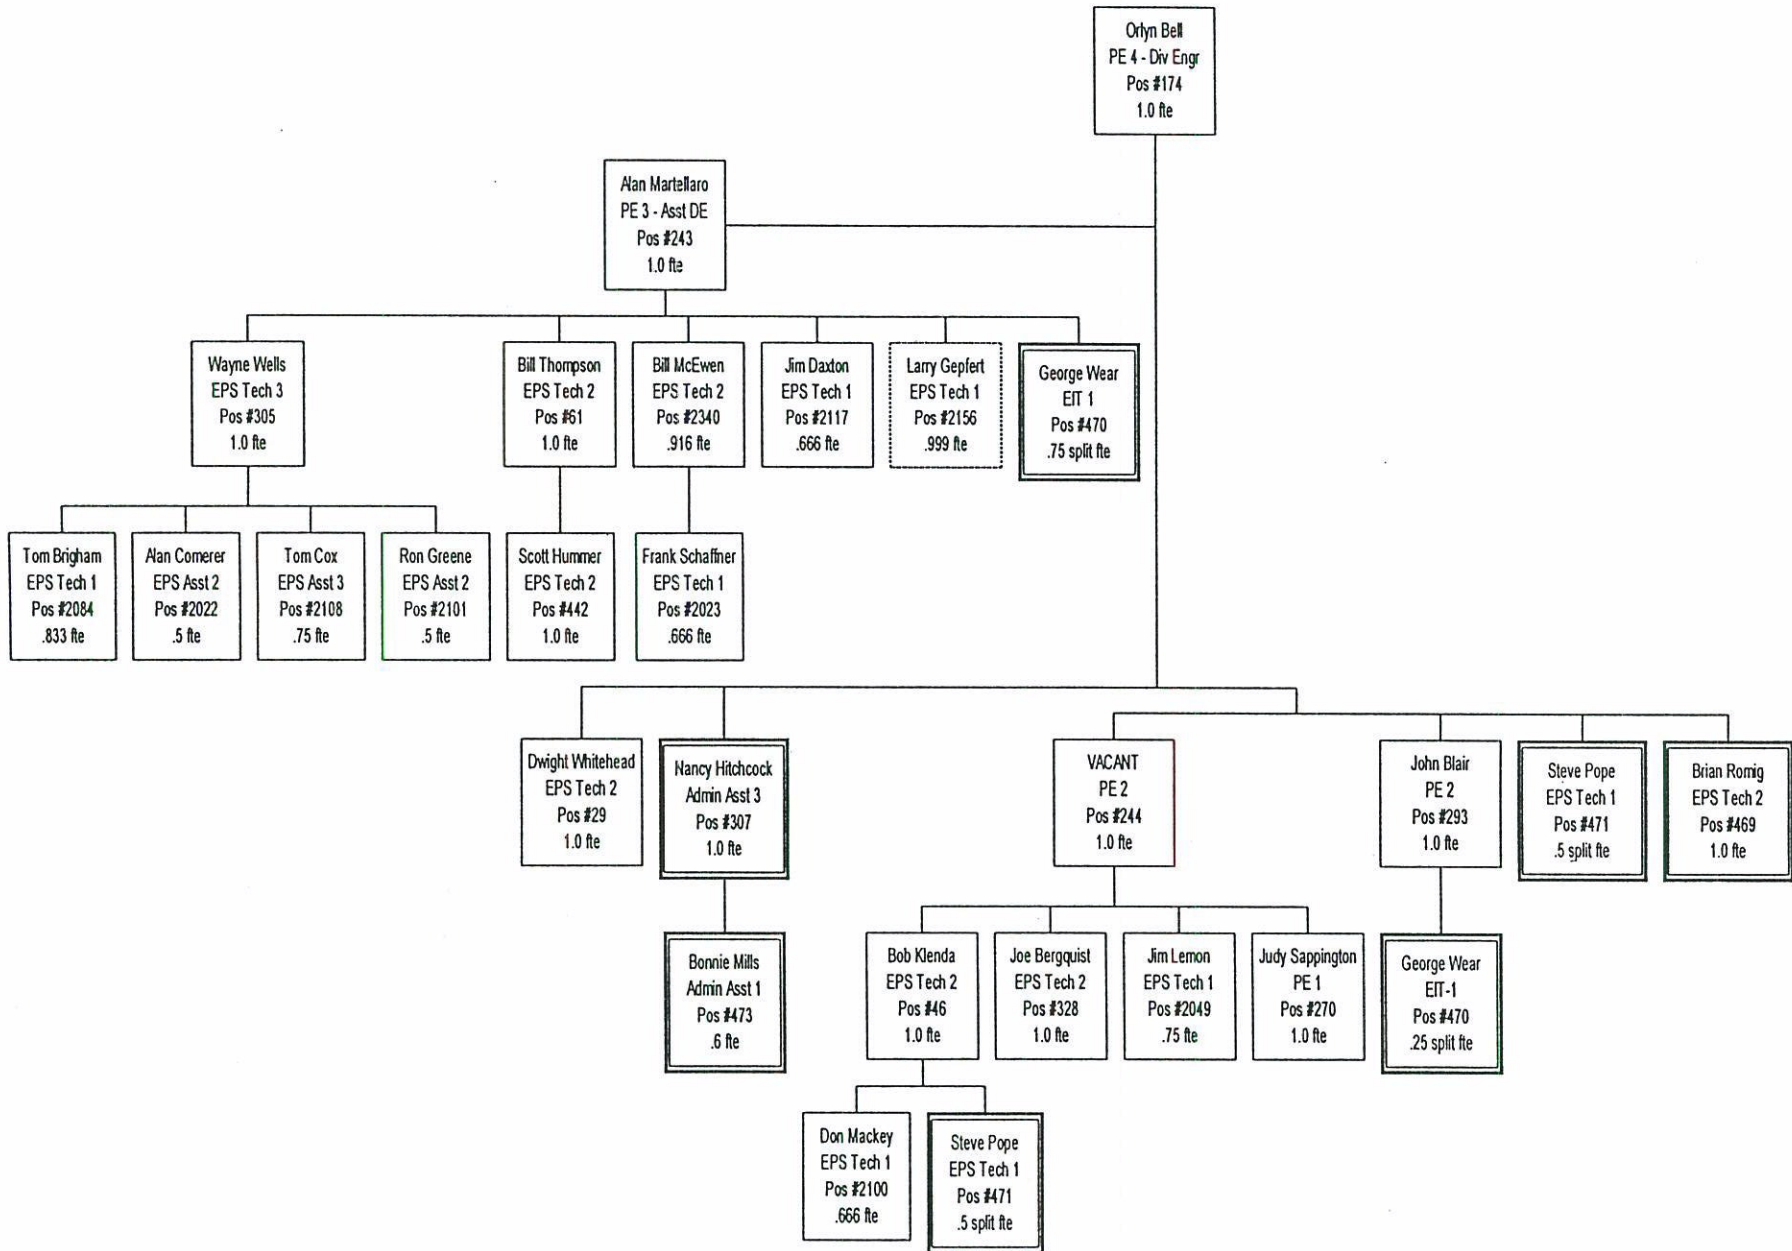 Orlyn Bell
PE 4 - Div Engr
Pos #174
1.0 fte
Alan Martellaro
PE 3 - Asst DE
Pos #243
1.0 fte
Wayne Wells
EPS Tech 3
Pos #305
1.0 fte
Bill Thompson
EPS Tech 2
Pos #61
1.0 fte
Bill McEwen
EPS Tech 2
Pos #2340
.916 fte
Jim Daxton
EPS Tech 1
Pos #2117
.666 fte
Larry Gepfert
EPS Tech 1
Pos #2156
.999 fte
George Wear
EIT 1
Pos #470
.75 split fte
Tom Brigham
EPS Tech 1
Pos #2084
.833 fte
Alan Comerer
EPS Asst 2
Pos #2022
.5 fte
Tom Cox
EPS Asst 3
Pos #2108
.75 fte
Ron Greene
EPS Asst 2
Pos #2101
.5 fte
Scott Hummer
EPS Tech 2
Pos #442
1.0 fte
Frank Schaffner
EPS Tech 1
Pos #2023
.666 fte
Dwight Whitehead
EPS Tech 2
Pos #29
1.0 fte
Nancy Hitchcock
Admin Asst 3
Pos #307
1.0 fte
VACANT
PE 2
Pos #244
1.0 fte
John Blair
PE 2
Pos #293
1.0 fte
Steve Pope
EPS Tech 1
Pos #471
.5 split fte
Brian Romig
EPS Tech 2
Pos #469
1.0 fte
Bonnie Mills
Admin Asst 1
Pos #473
.6 fte
Bob Klenda
EPS Tech 2
Pos #46
1.0 fte
Joe Bergquist
EPS Tech 2
Pos #328
1.0 fte
Jim Lemon
EPS Tech 1
Pos #2049
.75 fte
Judy Sappington
PE 1
Pos #270
1.0 fte
George Wear
EIT-1
Pos #470
.25 split fte
Don Mackey
EPS Tech 1
Pos #2100
.666 fte
Steve Pope
EPS Tech 1
Pos #471
.5 split fte